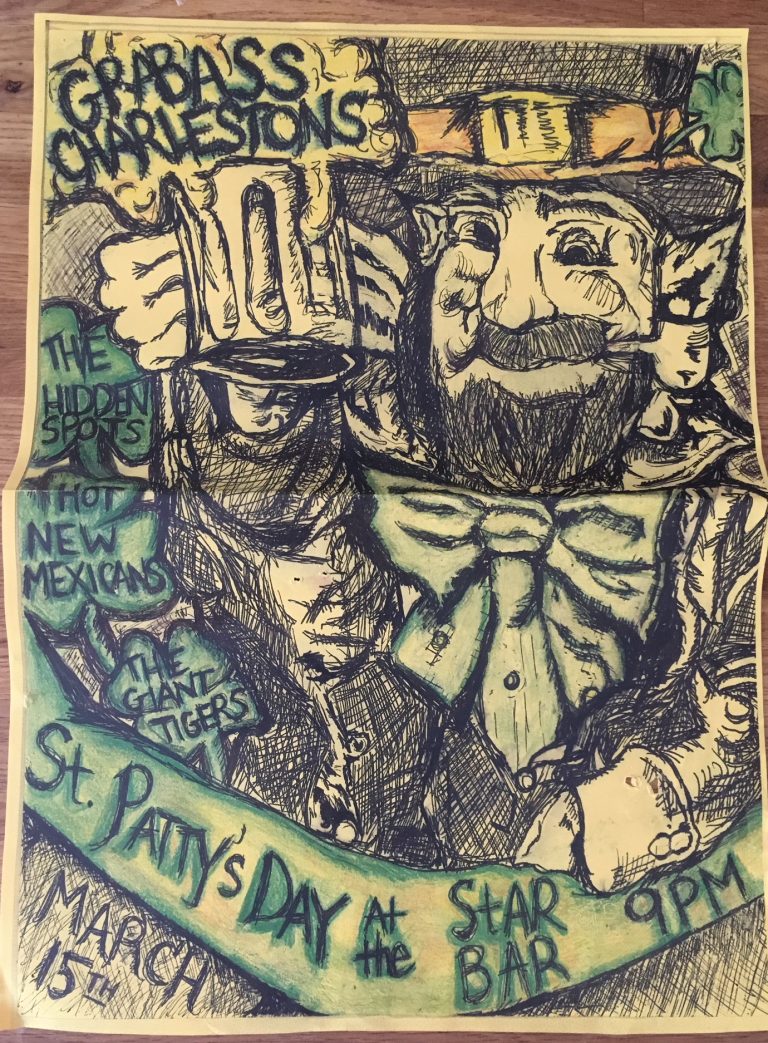 GRABASS
CHARLESTONS
THE
HIDDEN
SPOTS
HOT
NEW
MEXICANS
THE
GIANT
TIGERS
St. PATTY's DAY At the StAR BAR 9PM
MARCH
15TH